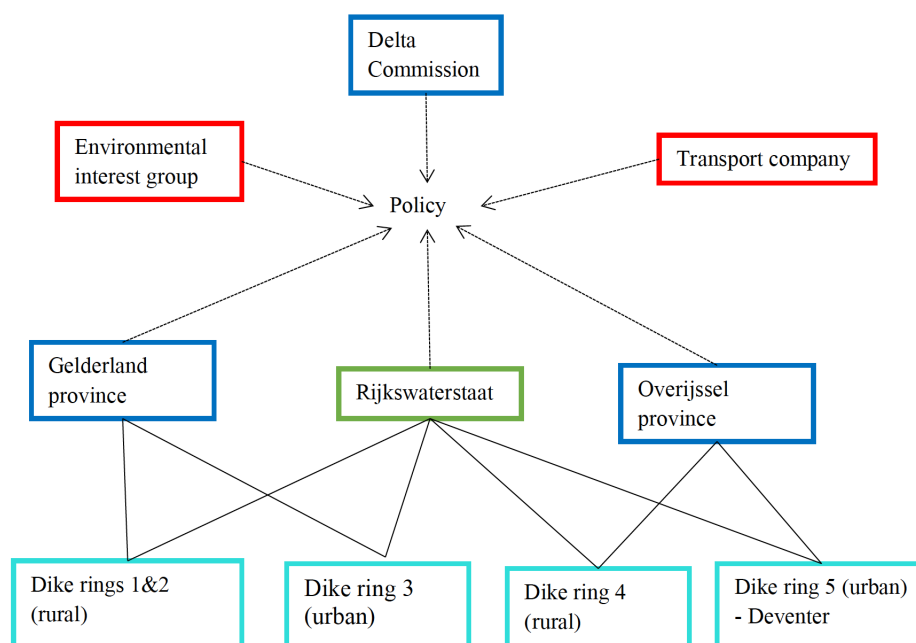 Delta
Commission
Environmental
interest group
Transport company
Policy
Gelderland
province
Rijkswaterstaat
Overijssel
province
Dike rings 1&2
(rural)
Dike ring 3
(urban)
Dike ring 4
(rural)
Dike ring 5 (urban)
- Deventer